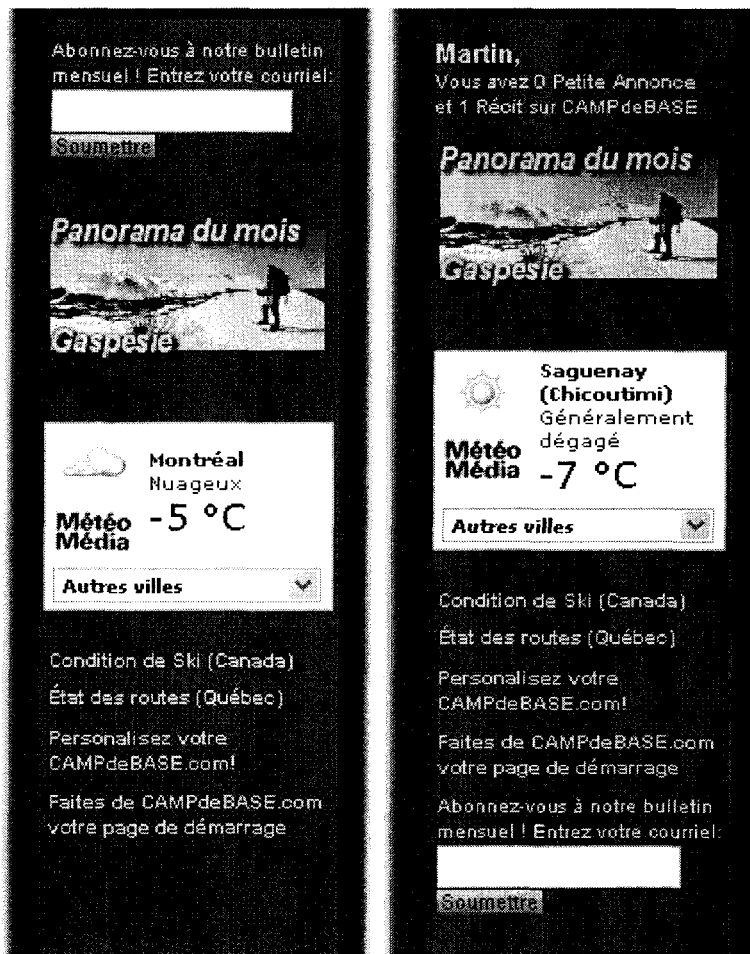 Abonnez-vous à notre bulletin
mensuel ! Entrez votre courriel:
Soumettre
Panorama du mois
Gaspésie
Montréal
Nuageux
Météo
Média
-5 °C
Autres villes
Condition de Ski (Canada)
État des routes (Québec)
Personalisez votre
CAMPdeBASE.com!
Faites de CAMPdeBASE.com
votre page de démarrage
Martin,
Vous avez 0 Petite Annonce
et 1 Récit sur CAMPdeBASE
Panorama du mois
Gaspésie
Saguenay
(Chicoutimi)
Généralement
dégagé
Météo
Média
-7 °C
Autres villes
Condition de Ski (Canada)
État des routes (Québec)
Personalisez votre
CAMPdeBASE.com!
Faites de CAMPdeBASE.com
votre page de démarrage
Abonnez-vous à notre bulletin
mensuel ! Entrez votre courriel:
Soumettre